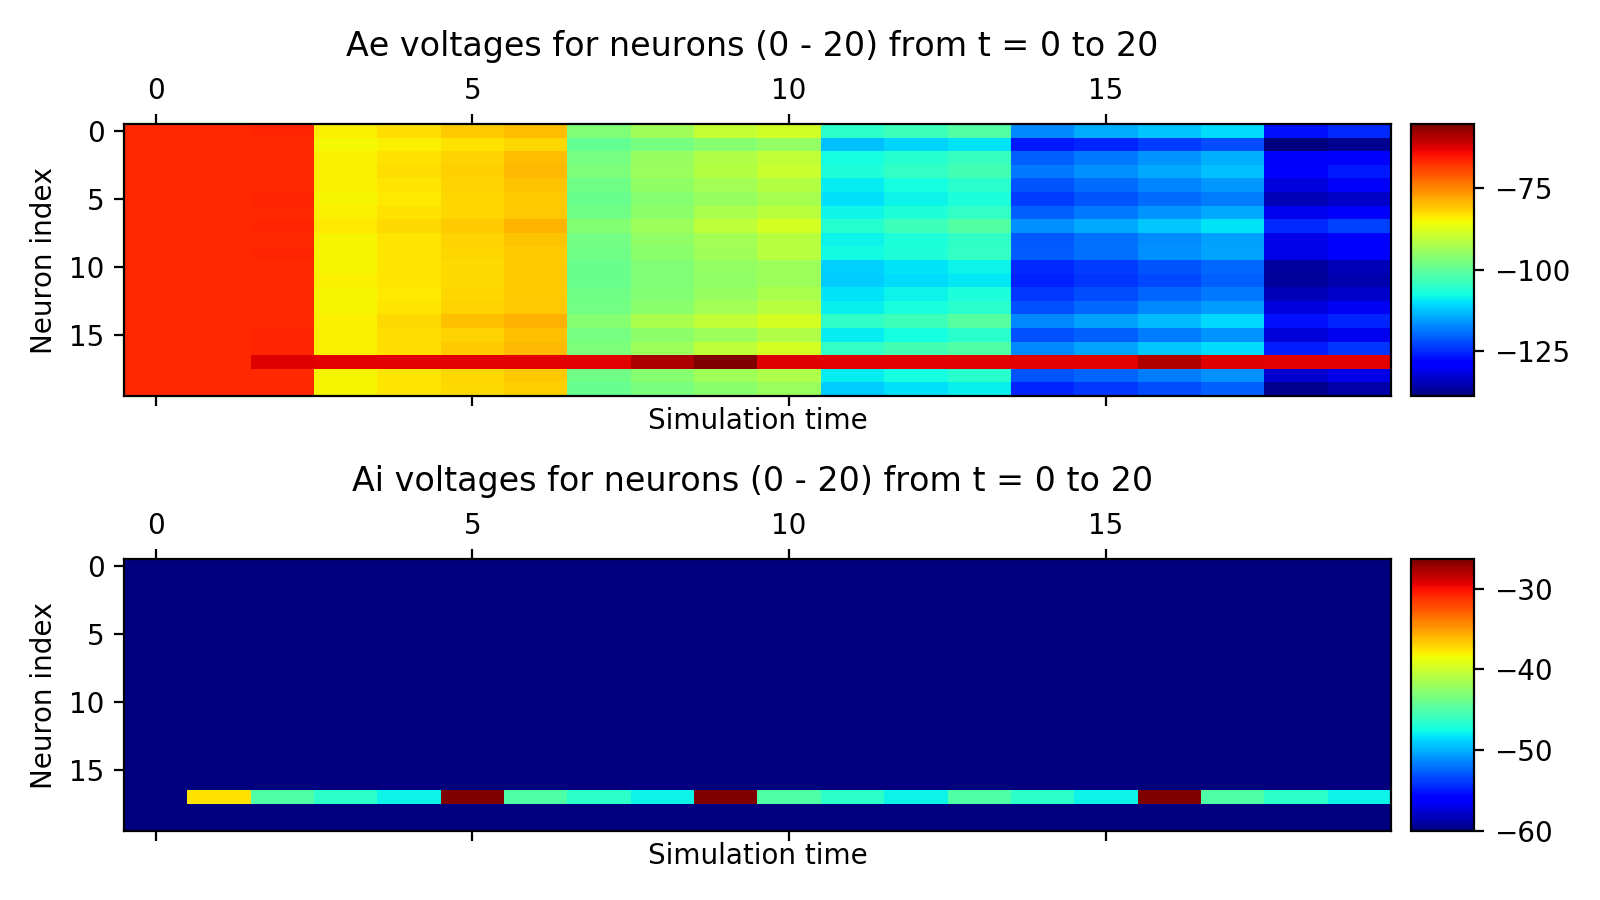 Ae voltages for neurons (0 - 20) from t = 0 to 20
0 5 10 15
Neuron index
0
5
10
15
Simulation time
−75
−100
−125
Ai voltages for neurons (0 - 20) from t = 0 to 20
0 5 10 15
Neuron index
0
5
10
15
Simulation time
−30
−40
−50
−60